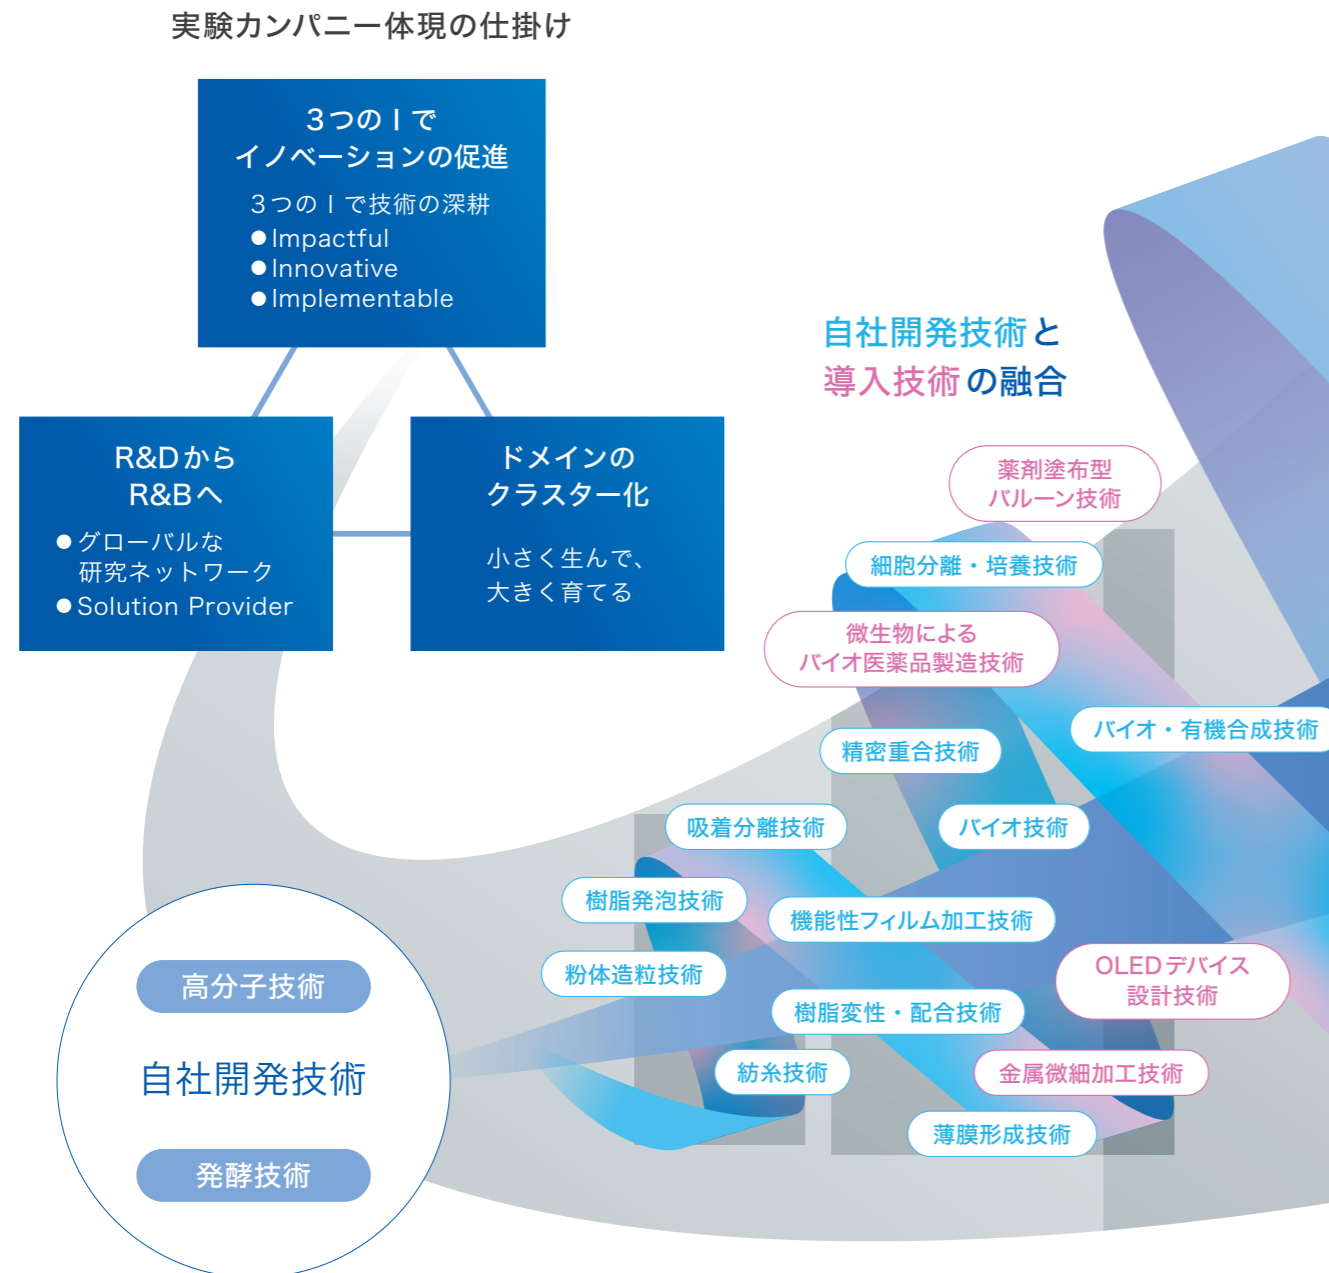 実験カンパニー体現の仕掛け
3つのIで
イノベーションの促進
3つのIで技術の深耕
●Impactful
●Innovative
●Implementable
R&Dから
R&Bへ
●グローバルな
研究ネットワーク
●Solution Provider
ドメインの
クラスター化
小さく生んで、
大きく育てる
自社開発技術と
導入技術の融合
薬剤塗布型
バルーン技術
細胞分離・培養技術
微生物による
バイオ医薬品製造技術
バイオ・有機合成技術
精密重合技術
吸着分離技術
バイオ技術
樹脂発泡技術
機能性フィルム加工技術
粉体造粒技術
OLEDデバイス
設計技術
樹脂変性・配合技術
紡糸技術
金属微細加工技術
薄膜形成技術
高分子技術
自社開発技術
発酵技術